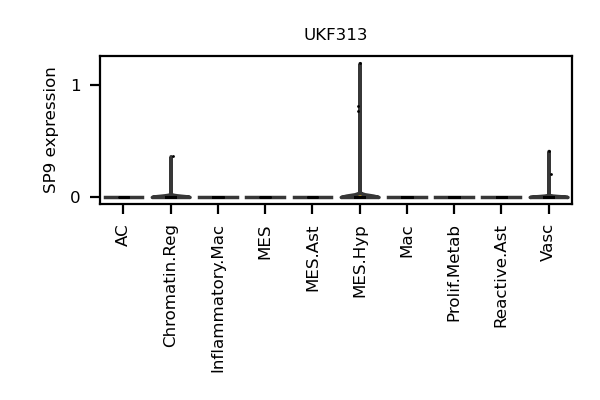 UKF313
SP9 expression
1
0
AC
Chromatin.Reg
Inflammatory.Mac
MES
MES.Ast
MES.Hyp
Mac
Prolif.Metab
Reactive.Ast
Vasc